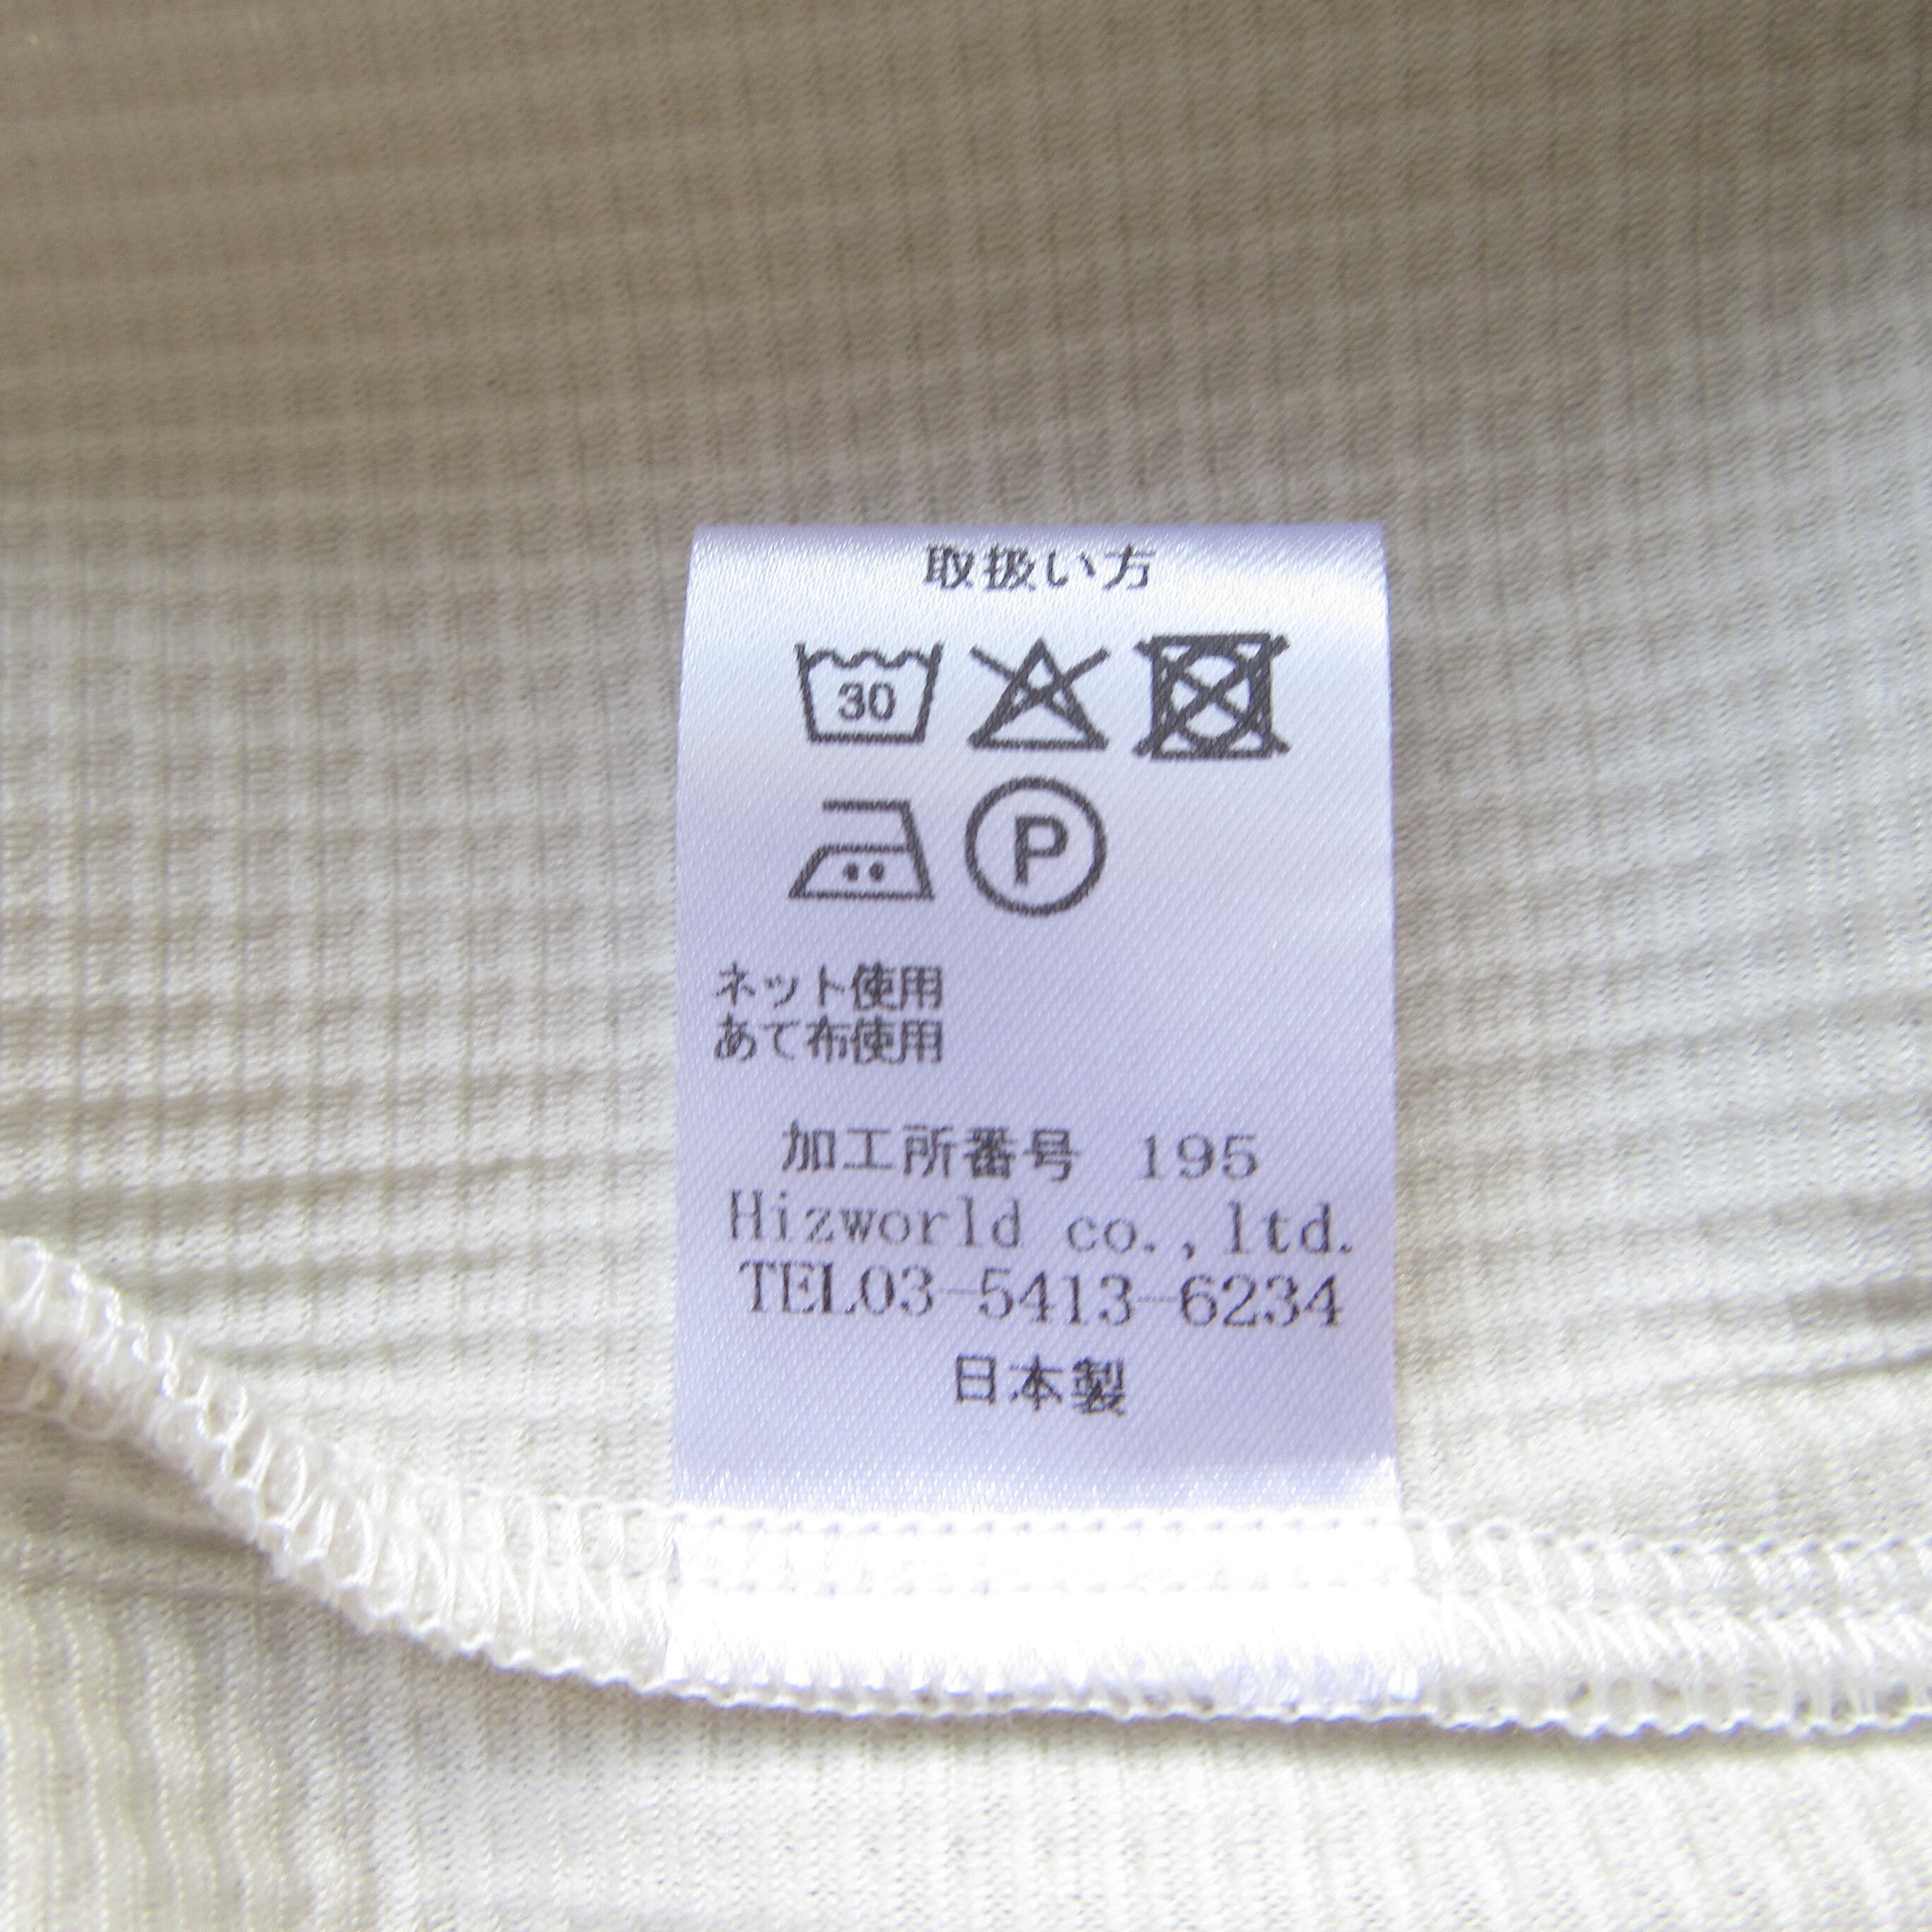 取扱い方
30
P
ネット使用
あて布使用
加工所番号 195
Hizworld co.,ltd.
TEL03-5413-6234
日本製